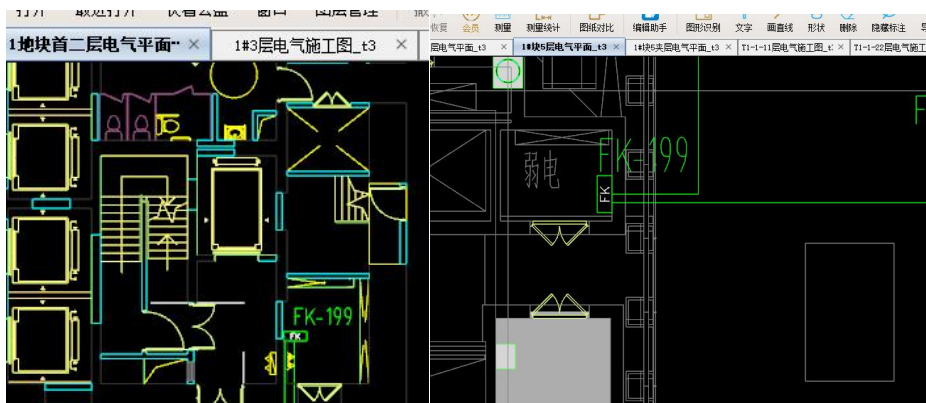 打开 最近打开 快看云盘 窗口 图层管理
1地块首二层电气平面·· × 1#3层电气施工图_t3 ×
FK-199
FK
恢复 会员 测量 测量统计 图纸对比 编辑助手 图形识别 文字 画直线 形状 删除 隐藏标注
层电气平面_t3 × 1#块5层电气平面_t3 × 1#块5夹层电气平面_t3 × T1-1-11层电气施工图_t: × T1-1-22层电气施工
FK-199
弱电
FK
F